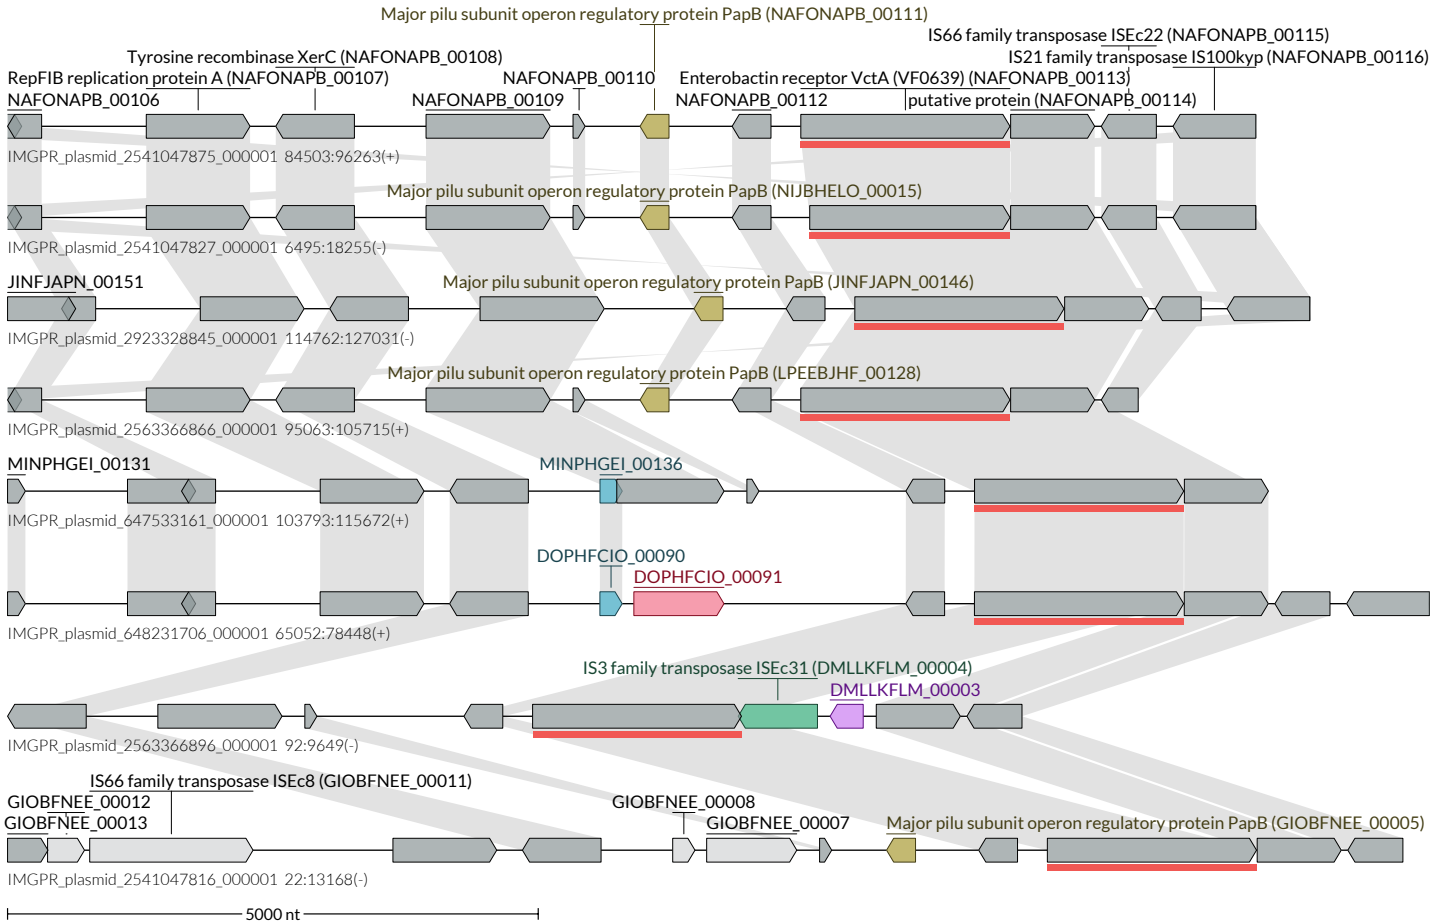 Major pilu subunit operon regulatory protein PapB (NAFONAPB_00111)
IS66 family transposase ISEc22 (NAFONAPB_00115)
Tyrosine recombinase XerC (NAFONAPB_00108)
IS21 family transposase IS100kyp (NAFONAPB_00116)
RepFIB replication protein A (NAFONAPB_00107)
NAFONAPB_00110
Enterobactin receptor VctA (VF0639) (NAFONAPB_00113)
NAFONAPB_00106
NAFONAPB_00109
NAFONAPB_00112
putative protein (NAFONAPB_00114)
IMGPR_plasmid_2541047875_000001 84503:96263(+)
Major pilu subunit operon regulatory protein PapB (NIJBHELO_00015)
IMGPR_plasmid_2541047827_000001 6495:18255(-)
JINFJAPN_00151
Major pilu subunit operon regulatory protein PapB (JINFJAPN_00146)
IMGPR_plasmid_2923328845_000001 114762:127031(-)
Major pilu subunit operon regulatory protein PapB (LPEEBJHF_00128)
IMGPR_plasmid_2563366866_000001 95063:105715(+)
MINPHGEI_00131
MINPHGEI_00136
IMGPR_plasmid_647533161_000001 103793:115672(+)
DOPHFCIO_00090
DOPHFCIO_00091
IMGPR_plasmid_648231706_000001 65052:78448(+)
IS3 family transposase ISEc31 (DMLLKFLM_00004)
DMLLKFLM_00003
IMGPR_plasmid_2563366896_000001 92:9649(-)
IS66 family transposase ISEc8 (GIOBFNEE_00011)
GIOBFNEE_00012
GIOBFNEE_00008
GIOBFNEE_00013
GIOBFNEE_00007
Major pilu subunit operon regulatory protein PapB (GIOBFNEE_00005)
IMGPR_plasmid_2541047816_000001 22:13168(-)
5000 nt